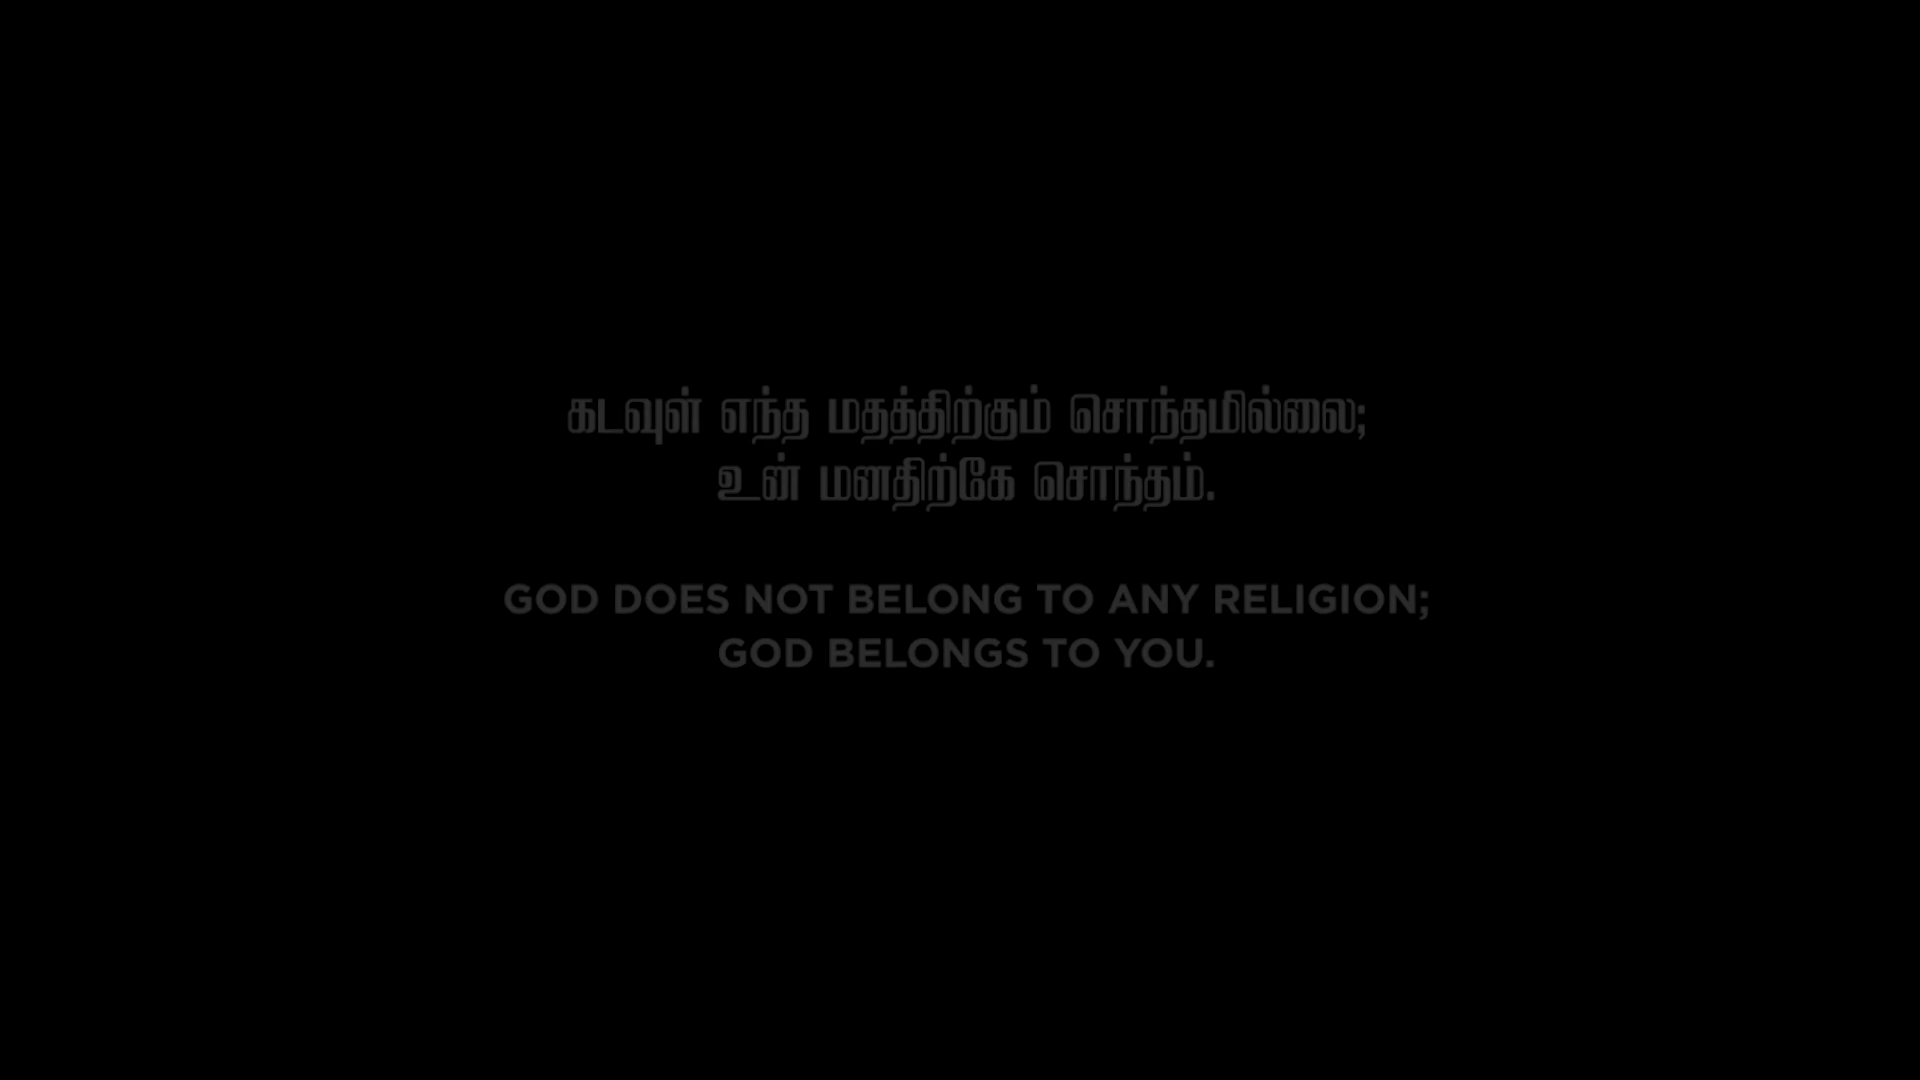 கடவுள் எந்த மதத்திற்கும் சொந்தமில்லை;
உன் மனதிற்கே சொந்தம்.
GOD DOES NOT BELONG TO ANY RELIGION;
GOD BELONGS TO YOU.